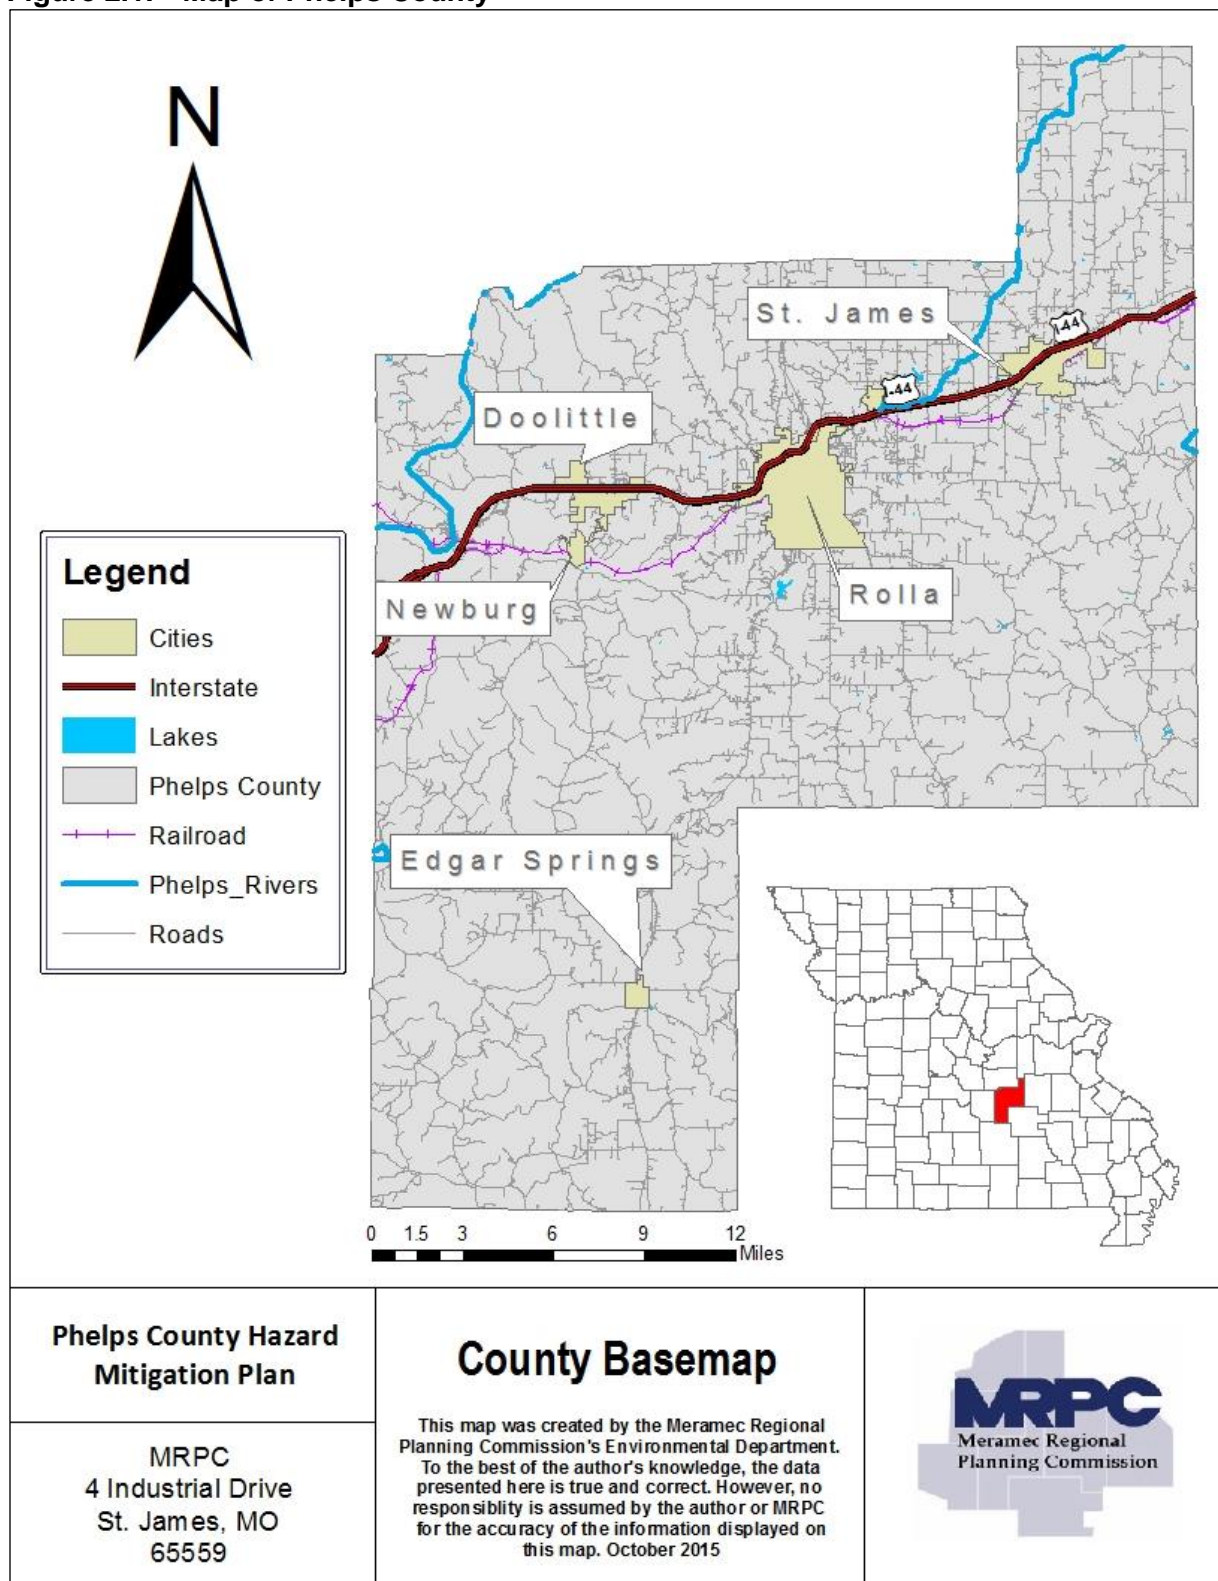 N
St. James
I-44
I-44
Doolittle
Newburg
Rolla
Edgar Springs
Legend
Cities
Interstate
Lakes
Phelps County
Railroad
Phelps_Rivers
Roads
0 1.5 3 6 9 12
Miles
Phelps County Hazard
Mitigation Plan
MRPC
4 Industrial Drive
St. James, MO
65559
County Basemap
This map was created by the Meramec Regional
Planning Commission's Environmental Department.
To the best of the author's knowledge, the data
presented here is true and correct. However, no
responsiblity is assumed by the author or MRPC
for the accuracy of the information displayed on
this map. October 2015
MRPC
Meramec Regional
Planning Commission